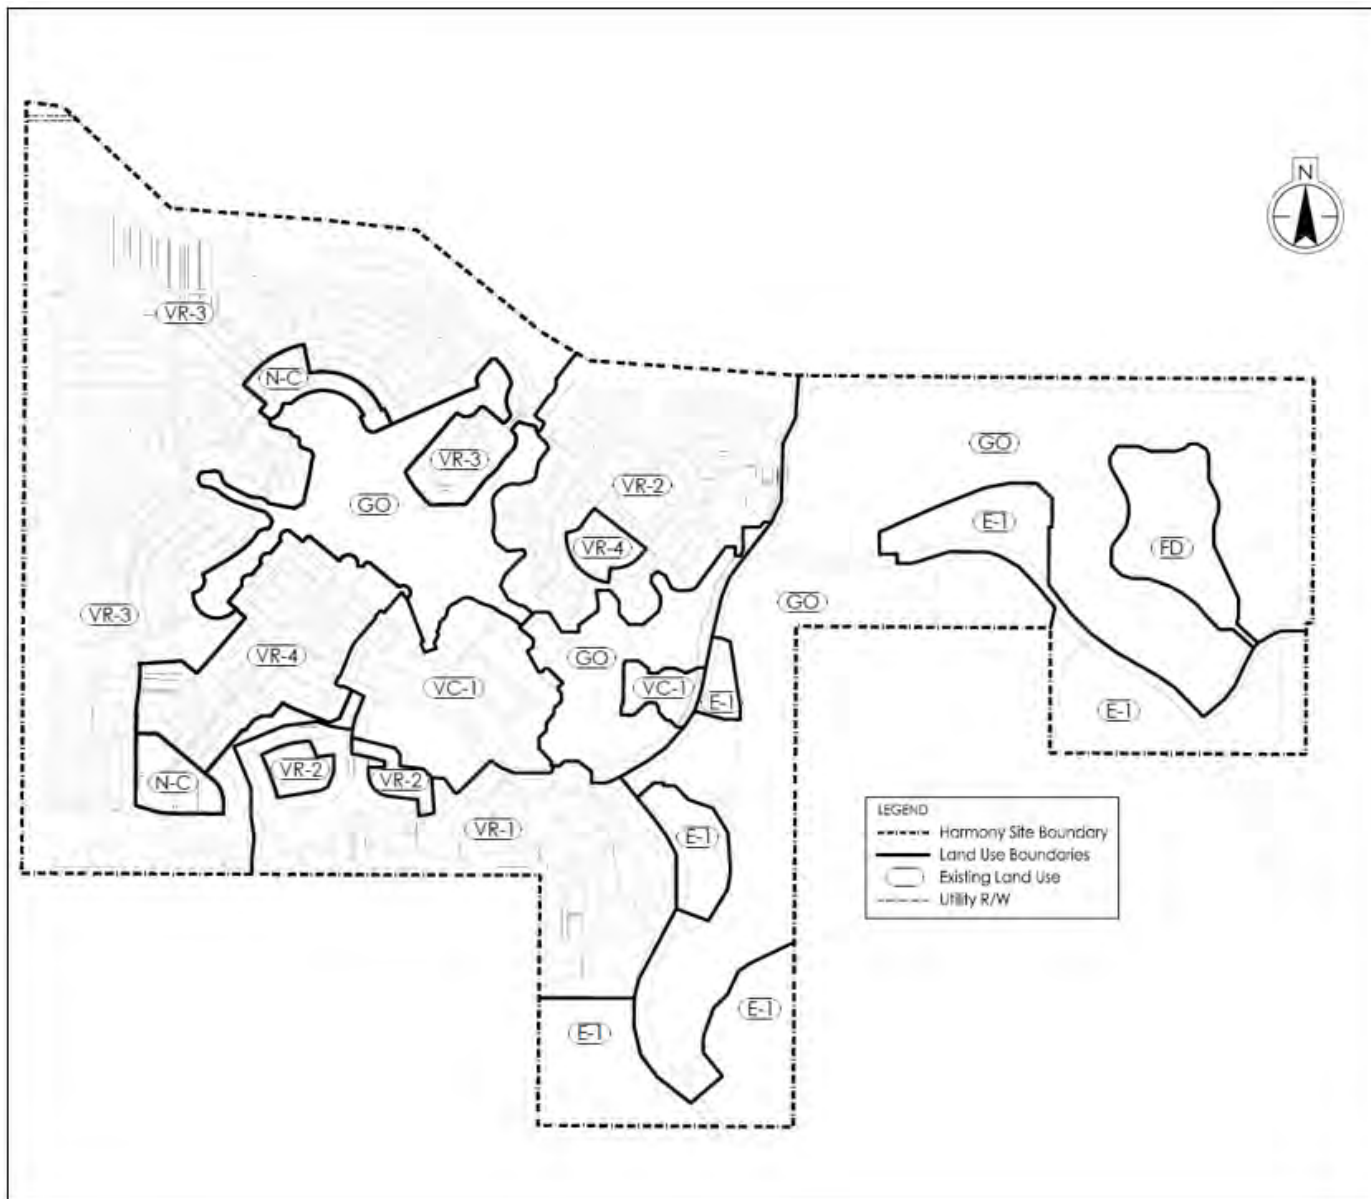 N
VR-3
N-C
GO
VR-3
VR-2
GO
E-1
VR-4
FD
GO
VR-3
VR-4
GO
VC-1
VC-1
E-1
E-1
N-C
VR-2
VR-2
VR-1
E-1
LEGEND
Harmony Site Boundary
Land Use Boundaries
Existing Land Use
Utility R/W
E-1
E-1